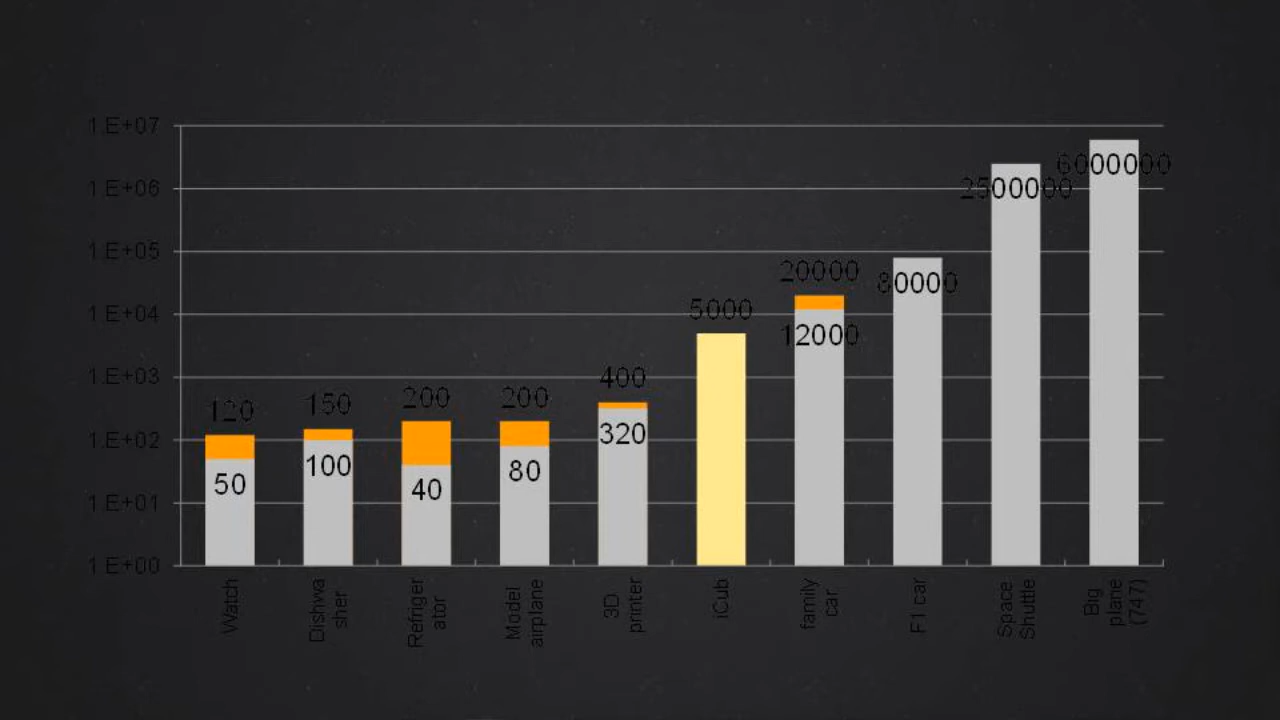 1.E+07
1.E+06
1.E+05
1.E+04
1.E+03
1.E+02
1.E+01
1.E+00
120
150
200
200
400
5000
20000
80000
2500000
6000000
50
100
40
80
320
12000
Watch
Dishwa
sher
Refriger
ator
Model
airplane
3D
printer
iCub
family
car
F1 car
Space
Shuttle
Big
plane
(747)